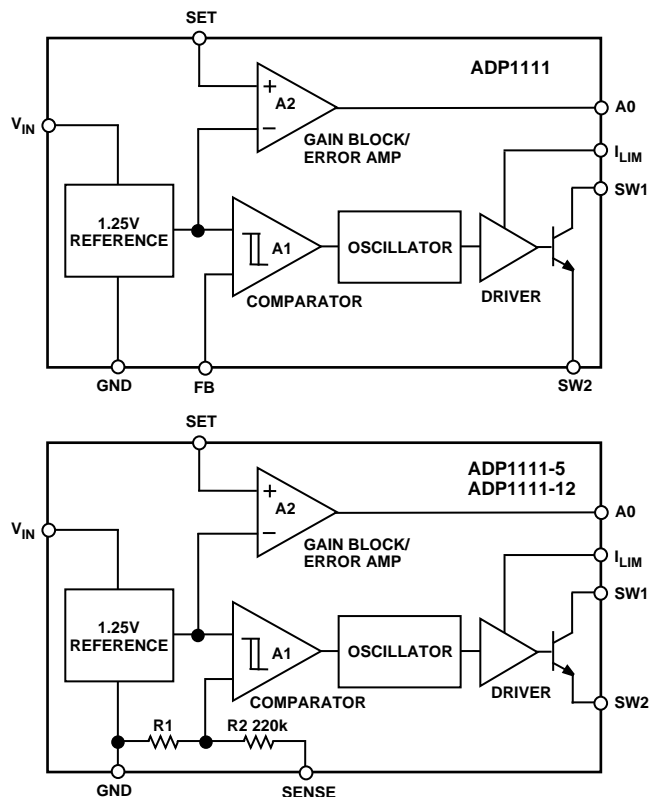 SET
ADP1111
+
A2
−
GAIN BLOCK/
ERROR AMP
A0
VIN
ILIM
SW1
1.25V
REFERENCE
A1
COMPARATOR
OSCILLATOR
DRIVER
GND
FB
SW2
SET
ADP1111-5
ADP1111-12
+
A2
−
GAIN BLOCK/
ERROR AMP
A0
VIN
ILIM
SW1
1.25V
REFERENCE
A1
COMPARATOR
OSCILLATOR
DRIVER
SW2
R1
R2 220k
GND
SENSE